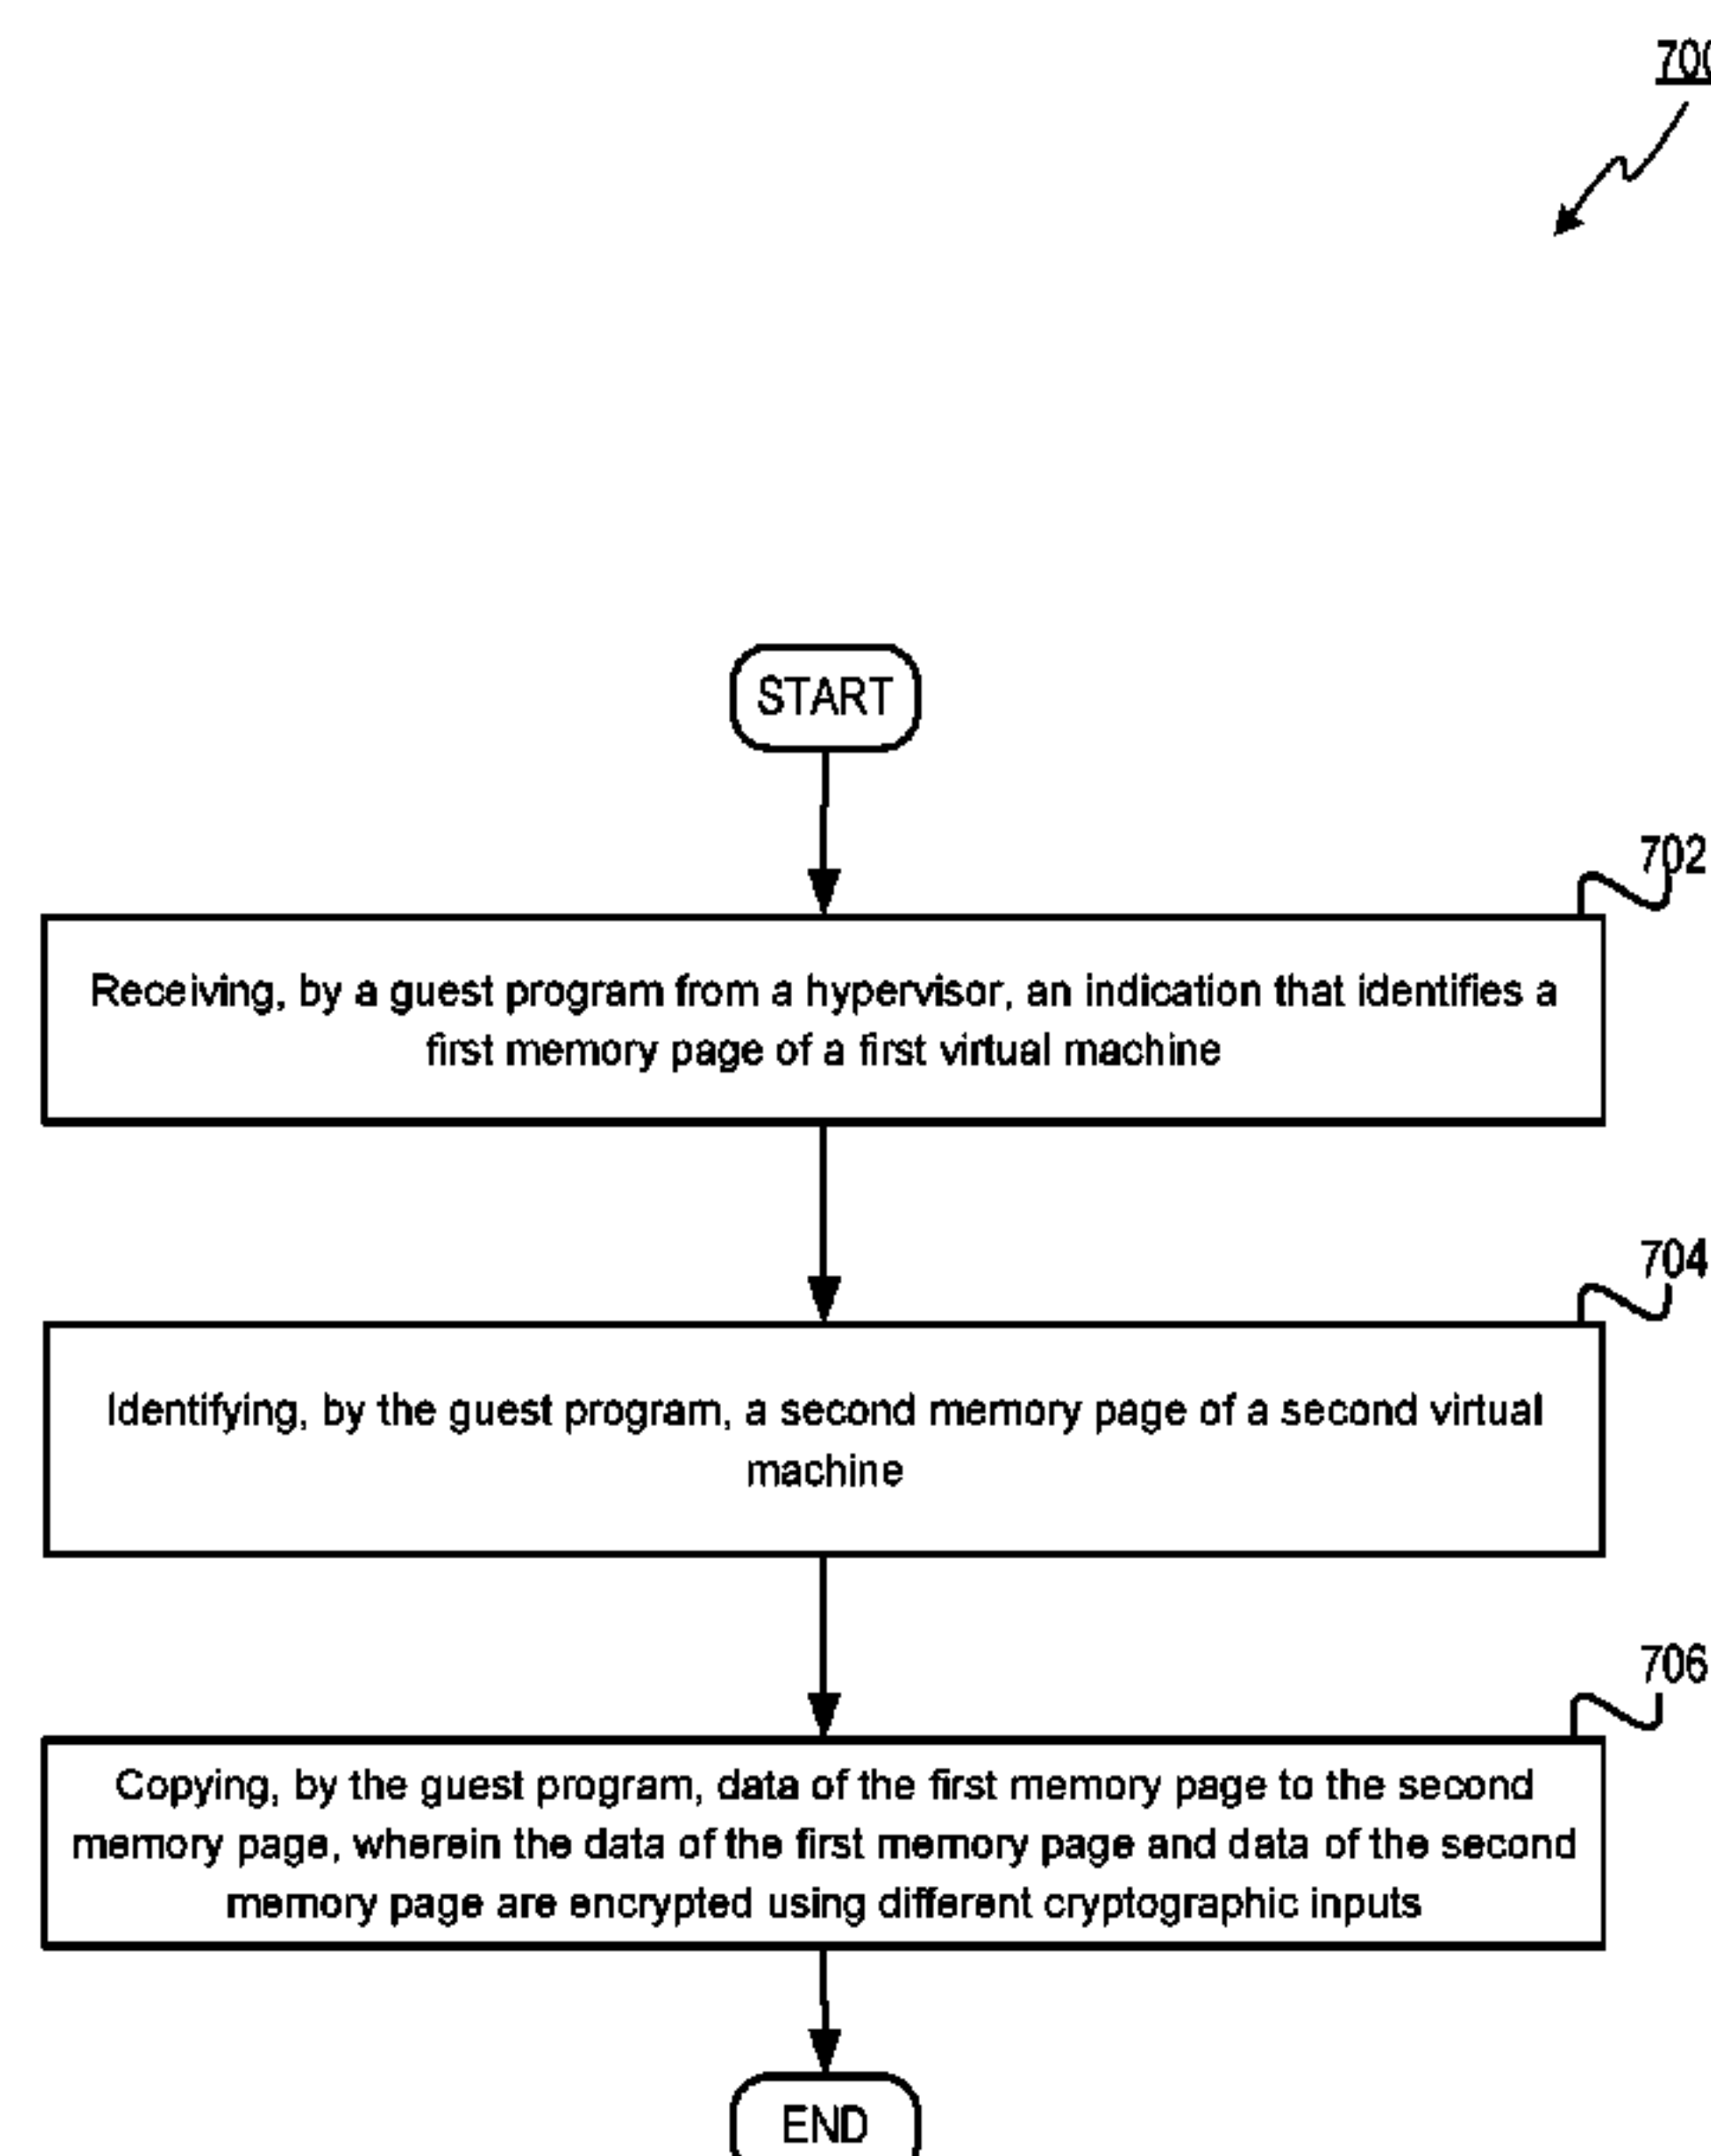 700
START
702
Receiving, by a guest program from a hypervisor, an indication that identifies a
first memory page of a first virtual machine
704
Identifying, by the guest program, a second memory page of a second virtual
machine
706
Copying, by the guest program, data of the first memory page to the second
memory page, wherein the data of the first memory page and data of the second
memory page are encrypted using different cryptographic inputs
END